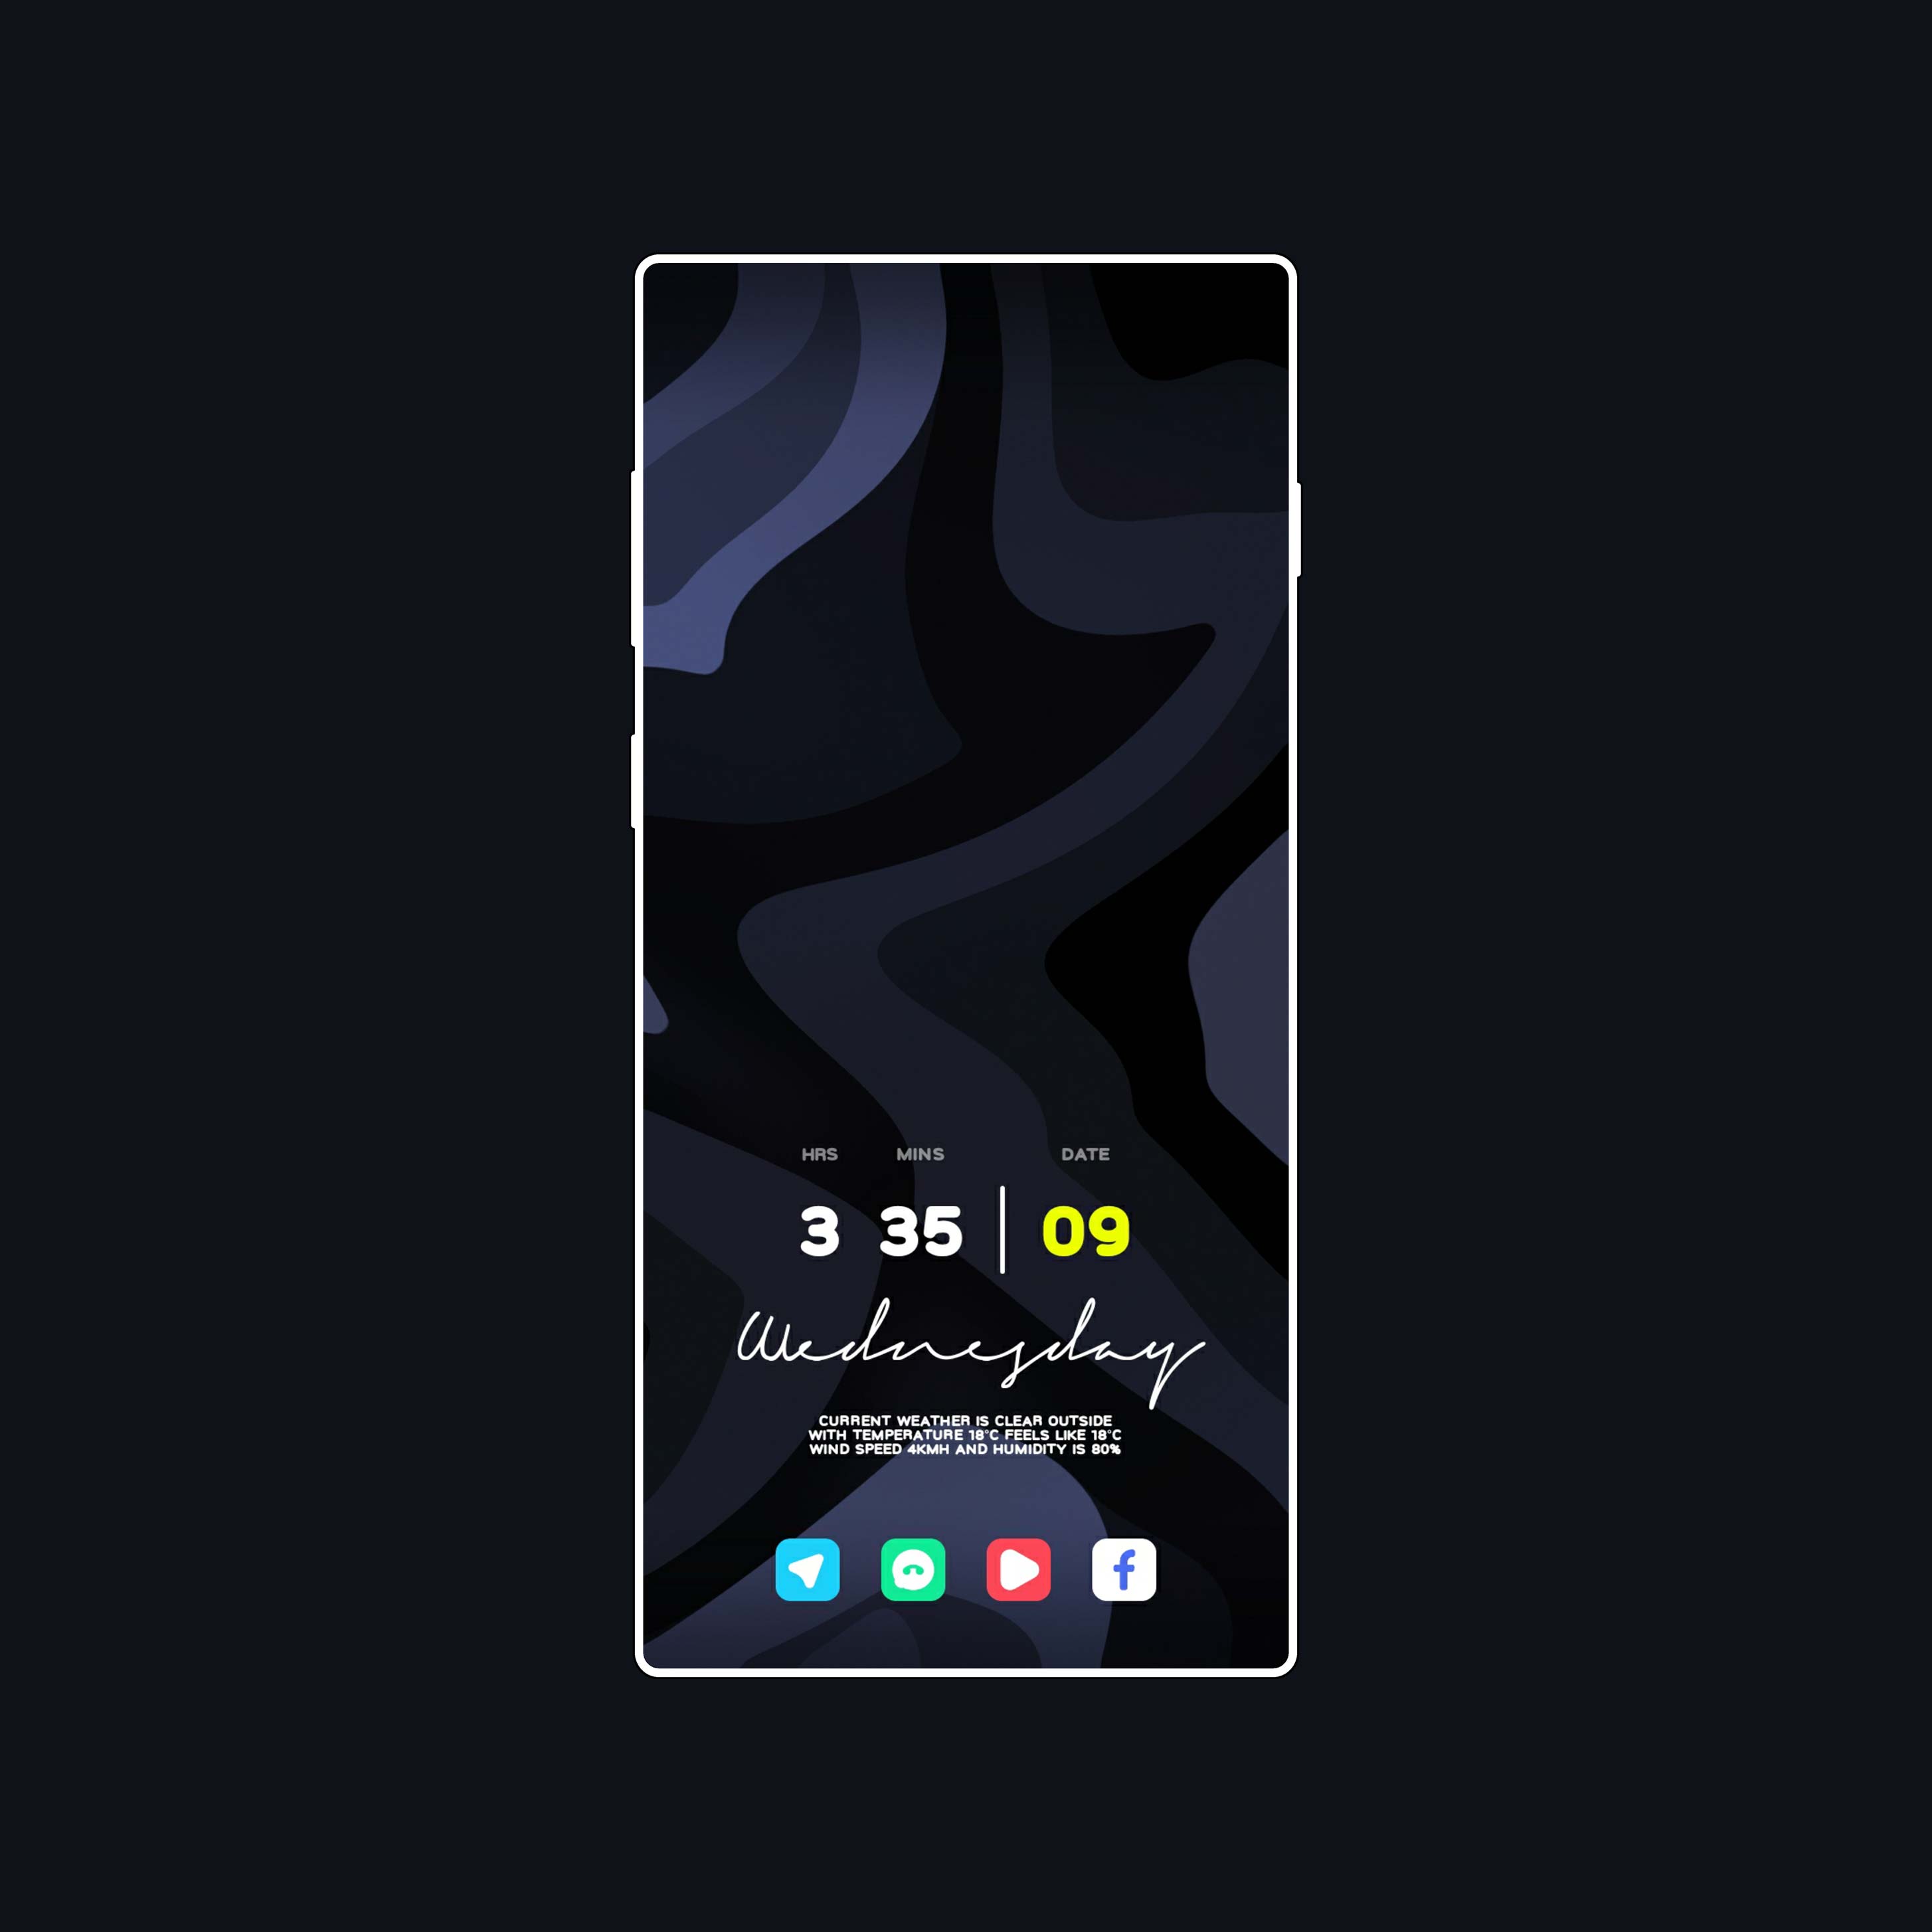 HRS MINS DATE
3 35 09
Wednesday
CURRENT WEATHER IS CLEAR OUTSIDE
WITH TEMPERATURE 18°C FEELS LIKE 18°C
WIND SPEED 4KMH AND HUMIDITY IS 80%